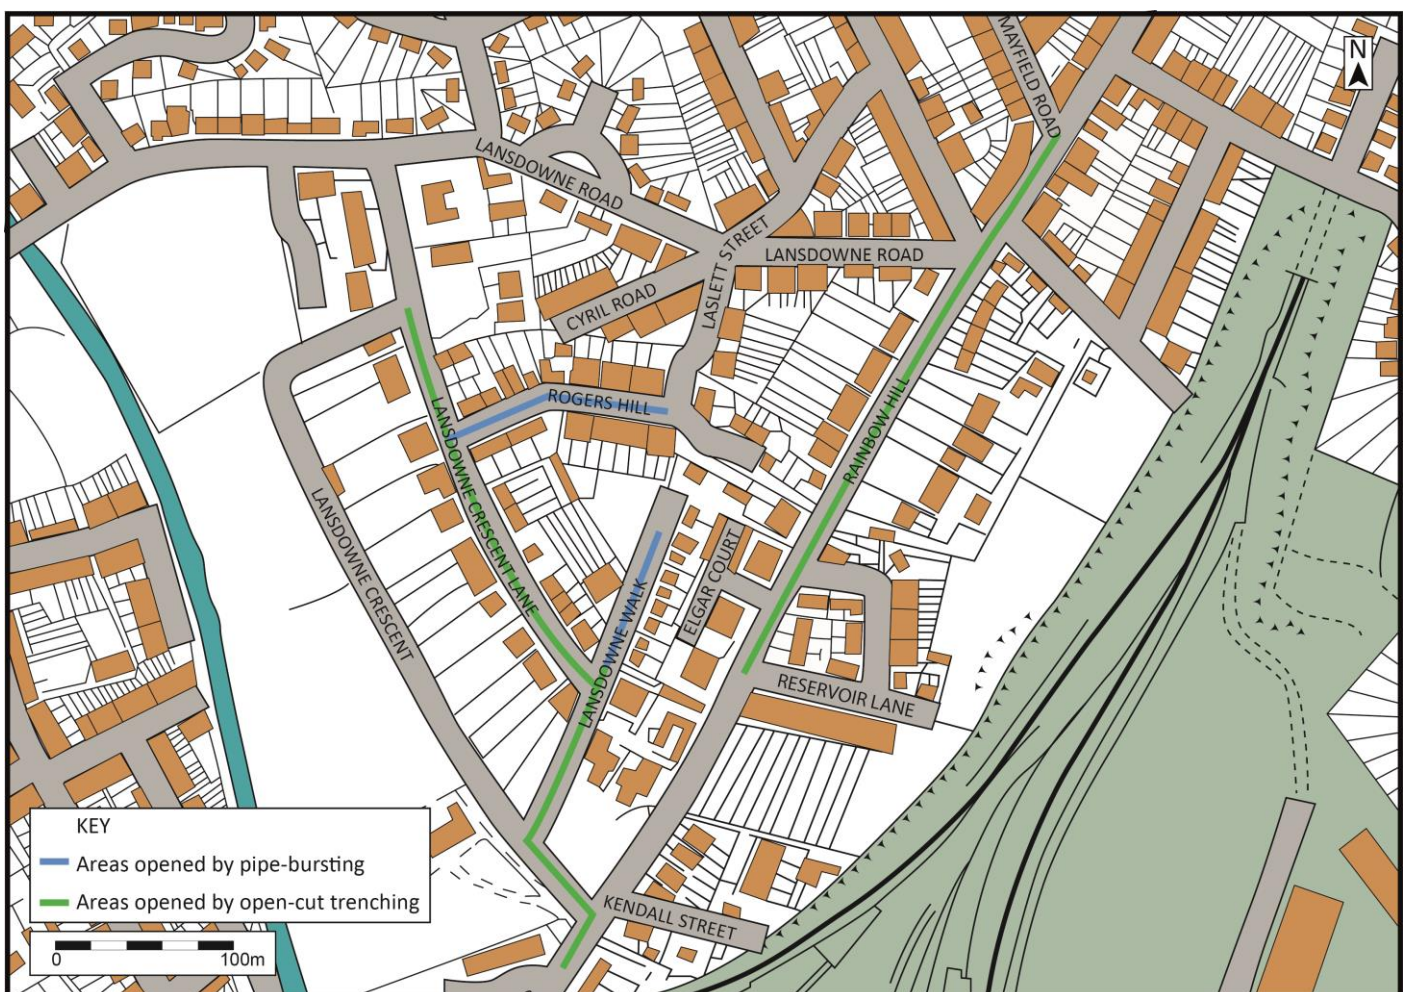 MAYFIELD ROAD
N
LANSDOWNE ROAD
LASLETT STREET
LANSDOWNE ROAD
CYRIL ROAD
ROGERS HILL
RAINBOW HILL
LANSDOWNE CRESCENT LANE
LANSDOWNE CRESCENT
ELGAR COURT
LANSDOWNE WALK
RESERVOIR LANE
KENDALL STREET
KEY
Areas opened by pipe-bursting
Areas opened by open-cut trenching
0 100m